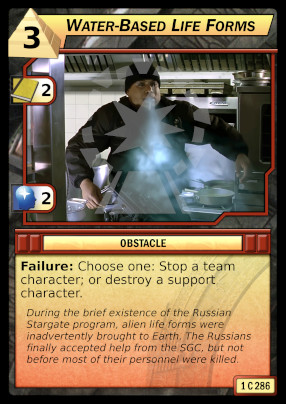 3
WATER-BASED LIFE FORMS
2
2
OBSTACLE
Failure: Choose one: Stop a team
character; or destroy a support
character.
During the brief existence of the Russian
Stargate program, alien life forms were
inadvertently brought to Earth. The Russians
finally accepted help from the SGC, but not
before most of their personnel were killed.
1 C 286